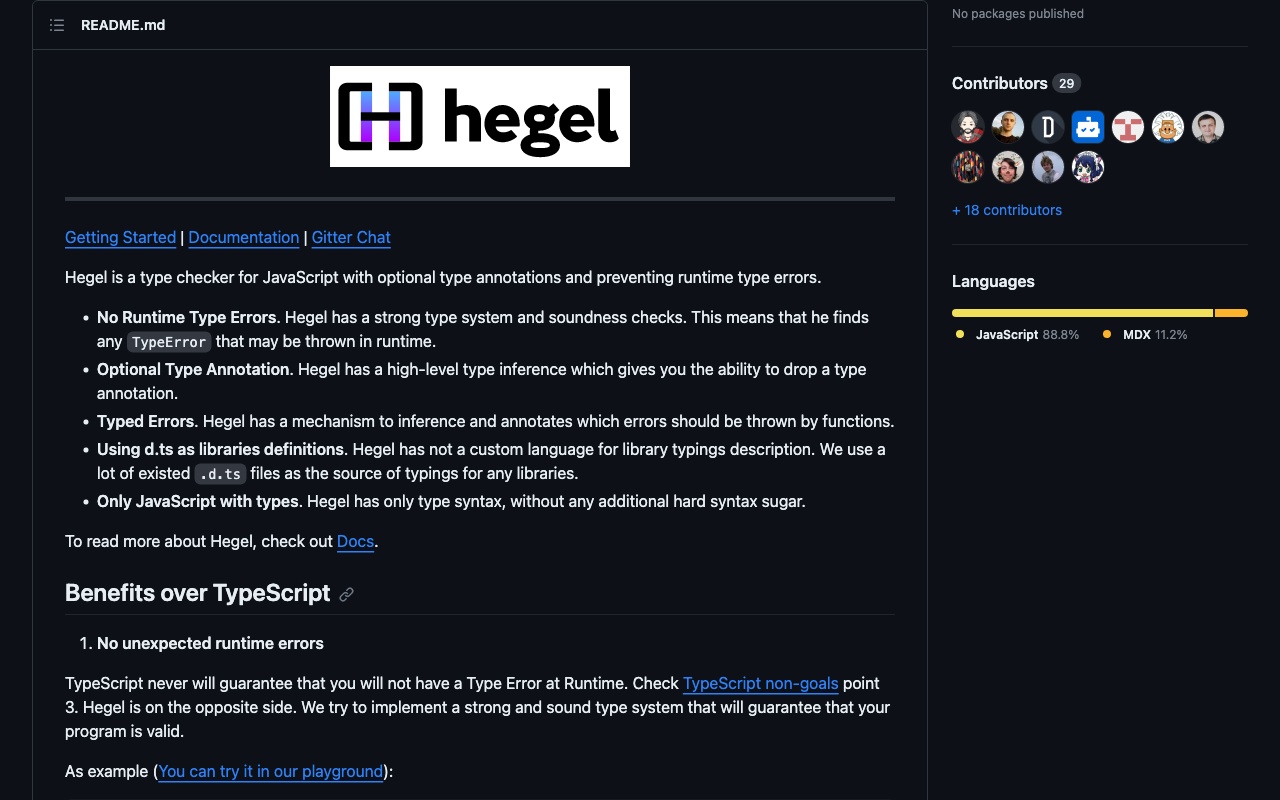 README.md
hegel
Getting Started | Documentation | Gitter Chat
Hegel is a type checker for JavaScript with optional type annotations and preventing runtime type errors.
• No Runtime Type Errors. Hegel has a strong type system and soundness checks. This means that he finds
any TypeError that may be thrown in runtime.
• Optional Type Annotation. Hegel has a high-level type inference which gives you the ability to drop a type
annotation.
• Typed Errors. Hegel has a mechanism to inference and annotates which errors should be thrown by functions.
• Using d.ts as libraries definitions. Hegel has not a custom language for library typings description. We use a
lot of existed .d.ts files as the source of typings for any libraries.
• Only JavaScript with types. Hegel has only type syntax, without any additional hard syntax sugar.
To read more about Hegel, check out Docs.
Benefits over TypeScript
1. No unexpected runtime errors
TypeScript never will guarantee that you will not have a Type Error at Runtime. Check TypeScript non-goals point
3. Hegel is on the opposite side. We try to implement a strong and sound type system that will guarantee that your
program is valid.
As example (You can try it in our playground):
No packages published
Contributors 29
+ 18 contributors
Languages
JavaScript 88.8% MDX 11.2%